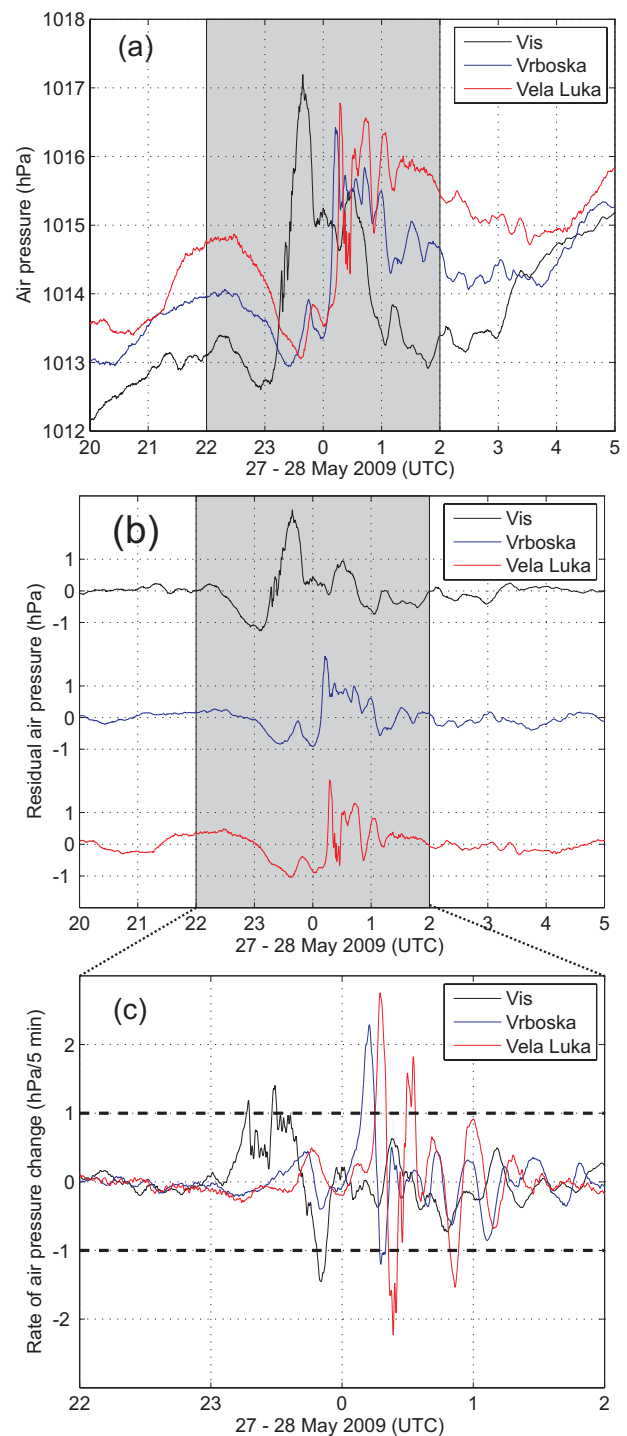 (a)
Vis
Vrboska
Vela Luka
Air pressure (hPa)
1018
1017
1016
1015
1014
1013
1012
20 21 22 23 0 1 2 3 4 5
27 - 28 May 2009 (UTC)
(b)
Vis
Vrboska
Vela Luka
Residual air pressure (hPa)
1
0
-1
1
0
-1
1
0
-1
20 21 22 23 0 1 2 3 4 5
27 - 28 May 2009 (UTC)
(c)
Vis
Vrboska
Vela Luka
Rate of air pressure change (hPa/5 min)
2
1
0
-1
-2
22 23 0 1 2
27 - 28 May 2009 (UTC)